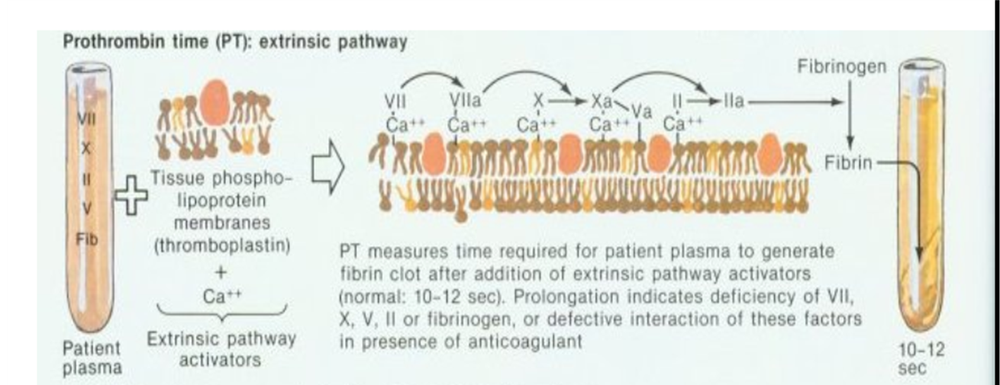 Prothrombin time (PT): extrinsic pathway
VII
X
II
V
Fib
Patient
plasma
Tissue phospho-
lipoprotein
membranes
(thromboplastin)
+
Ca++
Extrinsic pathway
activators
VII VIIa X Xa Va II IIa
Ca++ Ca++ Ca++ Ca++ Ca++
Fibrinogen
Fibrin
PT measures time required for patient plasma to generate
fibrin clot after addition of extrinsic pathway activators
(normal: 10-12 sec). Prolongation indicates deficiency of VII,
X, V, II or fibrinogen, or defective interaction of these factors
in presence of anticoagulant
10-12
sec